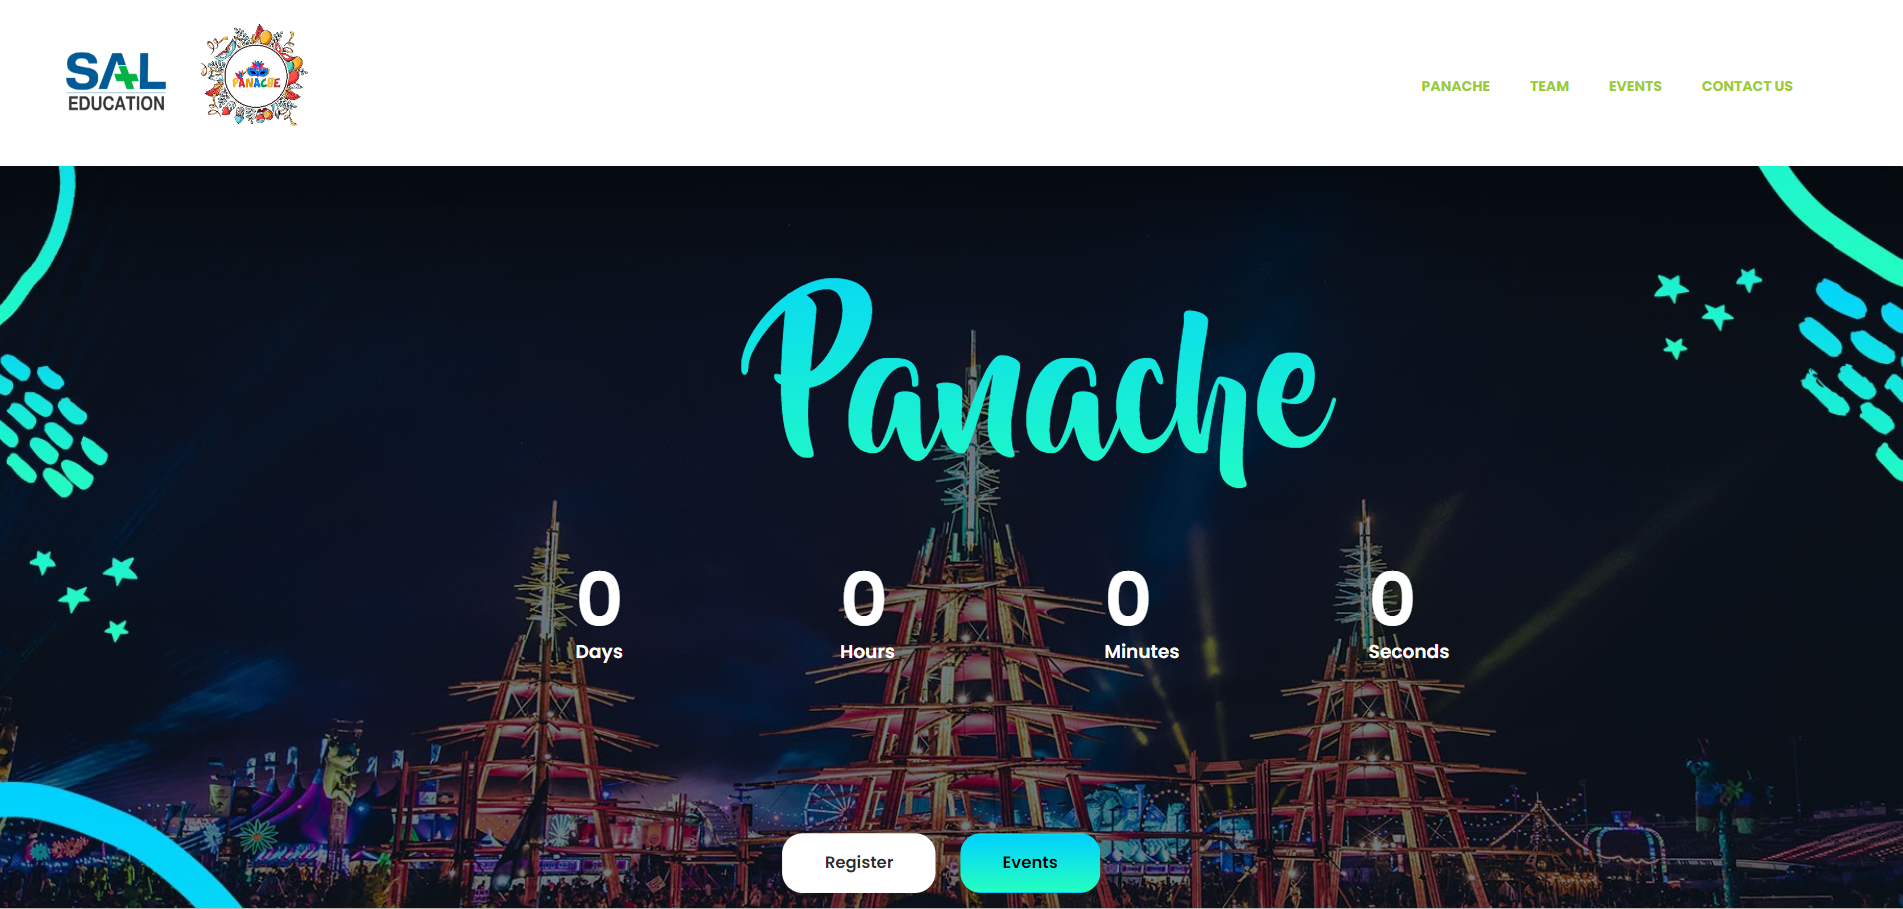 SAL
EDUCATION
PANACHE
PANACHE TEAM EVENTS CONTACT US
Panache
0 0 0 0
Days Hours Minutes Seconds
Register Events